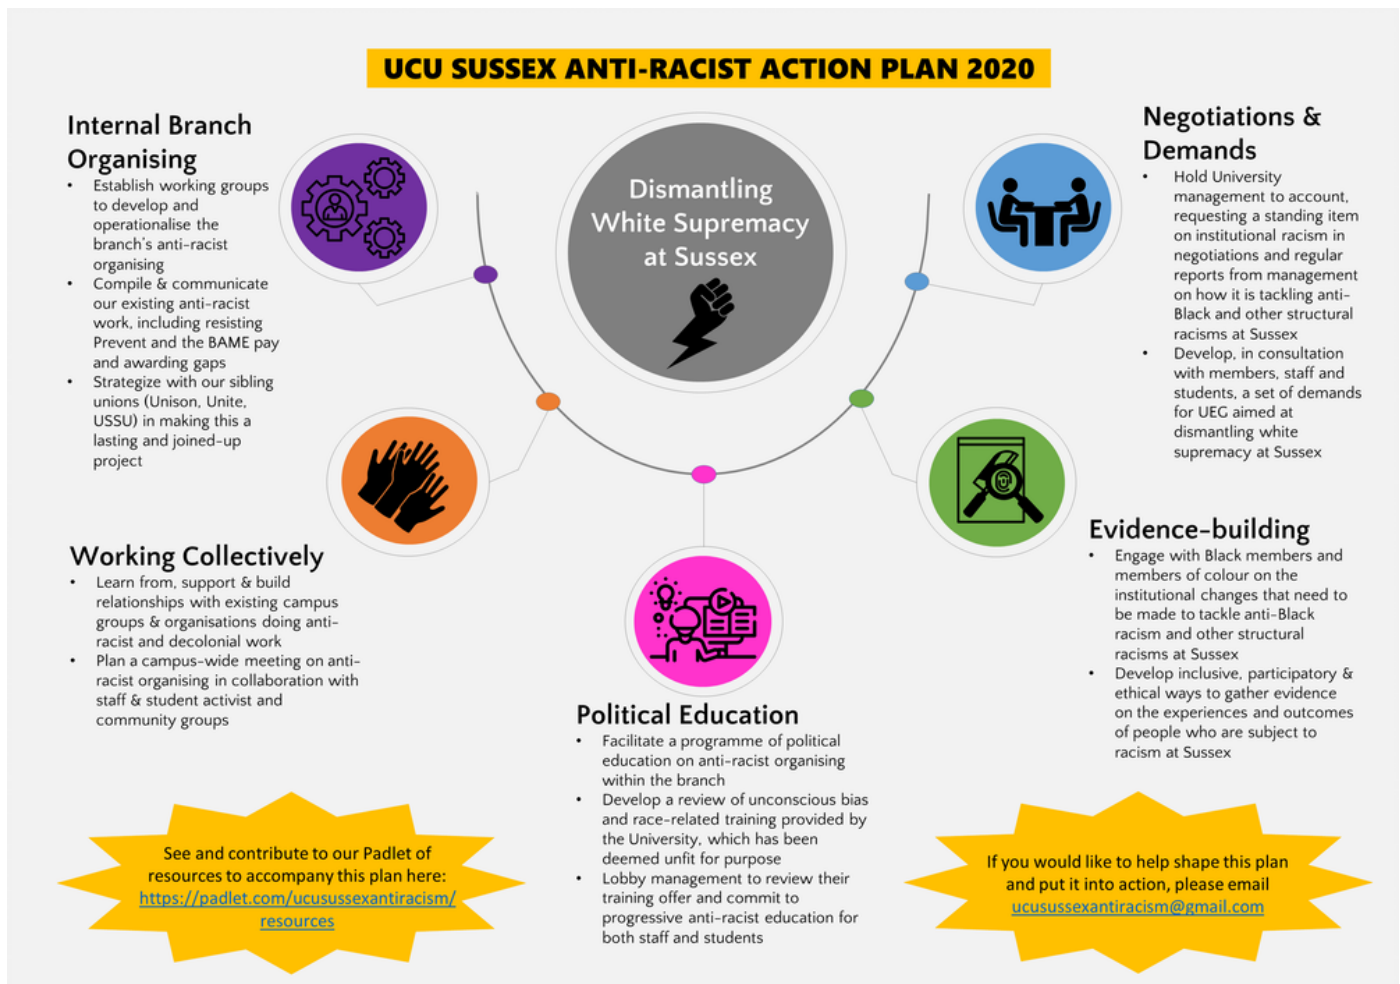 UCU SUSSEX ANTI-RACIST ACTION PLAN 2020
Internal Branch
Organising
• Establish working groups
to develop and
operationalise the
branch's anti-racist
organising
• Compile & communicate
our existing anti-racist
work, including resisting
Prevent and the BAME pay
and awarding gaps
• Strategize with our sibling
unions (Unison, Unite,
USSU) in making this a
lasting and joined-up
project
Dismantling
White Supremacy
at Sussex
Negotiations &
Demands
• Hold University
management to account,
requesting a standing item
on institutional racism in
negotiations and regular
reports from management
on how it is tackling anti-
Black and other structural
racisms at Sussex
• Develop, in consultation
with members, staff and
students, a set of demands
for UEG aimed at
dismantling white
supremacy at Sussex
Working Collectively
• Learn from, support & build
relationships with existing campus
groups & organisations doing anti-
racist and decolonial work
• Plan a campus-wide meeting on anti-
racist organising in collaboration with
staff & student activist and
community groups
Political Education
• Facilitate a programme of political
education on anti-racist organising
within the branch
• Develop a review of unconscious bias
and race-related training provided by
the University, which has been
deemed unfit for purpose
• Lobby management to review their
training offer and commit to
progressive anti-racist education for
both staff and students
Evidence-building
• Engage with Black members and
members of colour on the
institutional changes that need to
be made to tackle anti-Black
racism and other structural
racisms at Sussex
• Develop inclusive, participatory &
ethical ways to gather evidence
on the experiences and outcomes
of people who are subject to
racism at Sussex
See and contribute to our Padlet of
resources to accompany this plan here:
https://padlet.com/ucusussexantiracism/
resources
If you would like to help shape this plan
and put it into action, please email
ucusussexantiracism@gmail.com